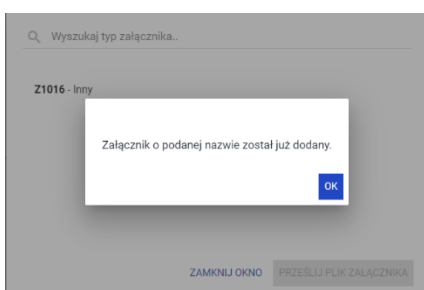 Wyszukaj typ załącznika..
Z1016 - Inny
Załącznik o podanej nazwie został już dodany.
OK
ZAMKNIJ OKNO PRZEŚLIJ PLIK ZAŁĄCZNIKA